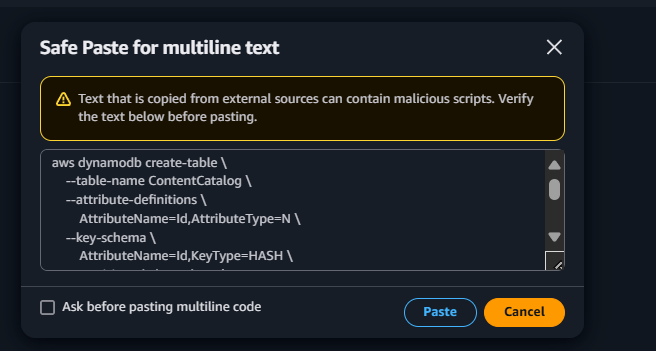 Safe Paste for multiline text
Text that is copied from external sources can contain malicious scripts. Verify
the text below before pasting.
aws dynamodb create-table \
--table-name ContentCatalog \
--attribute-definitions \
AttributeName=Id,AttributeType=N \
--key-schema \
AttributeName=Id,KeyType=HASH \
Ask before pasting multiline code
Paste
Cancel